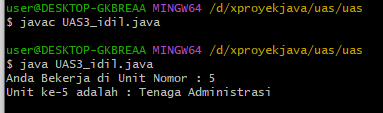 user@DESKTOP-GKBREAA MINGW64 /d/xproyekjava/uas/uas
$ javac UAS3_idil.java
user@DESKTOP-GKBREAA MINGW64 /d/xproyekjava/uas/uas
$ java UAS3_idil.java
Anda Bekerja di Unit Nomor : 5
Unit ke-5 adalah : Tenaga Administrasi